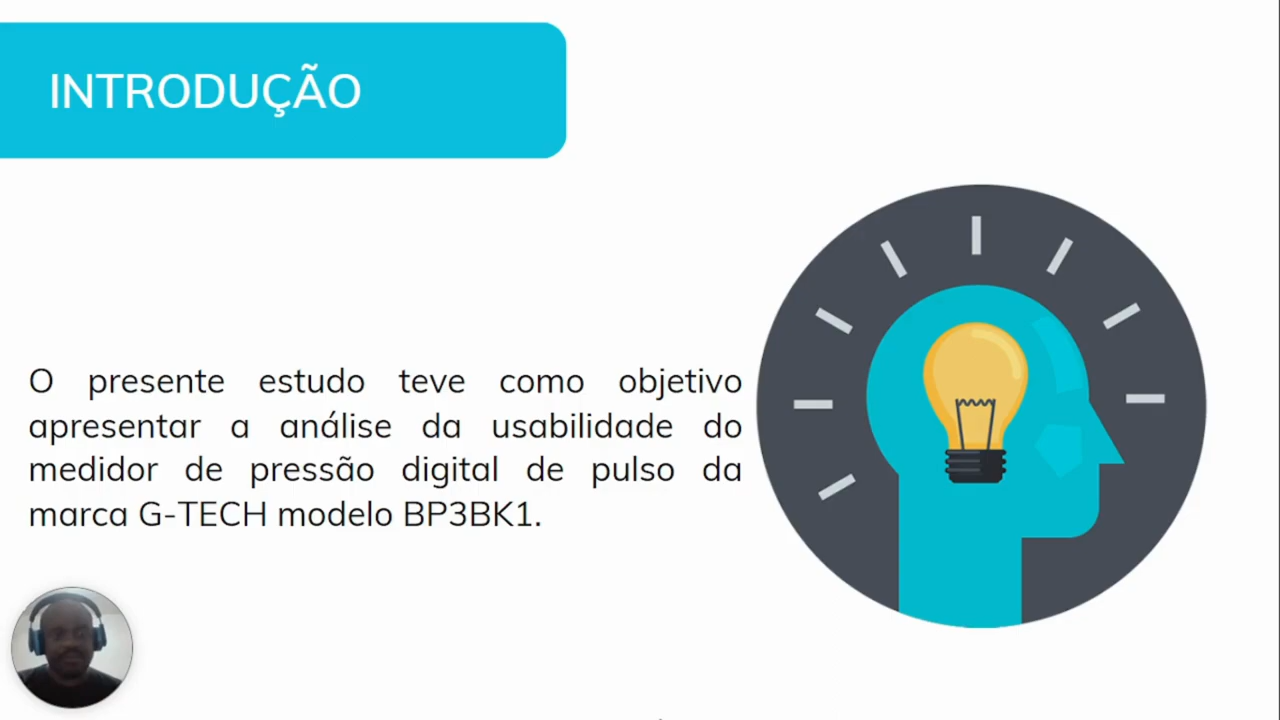 INTRODUÇÃO
O presente estudo teve como objetivo
apresentar a análise da usabilidade do
medidor de pressão digital de pulso da
marca G-TECH modelo BP3BK1.